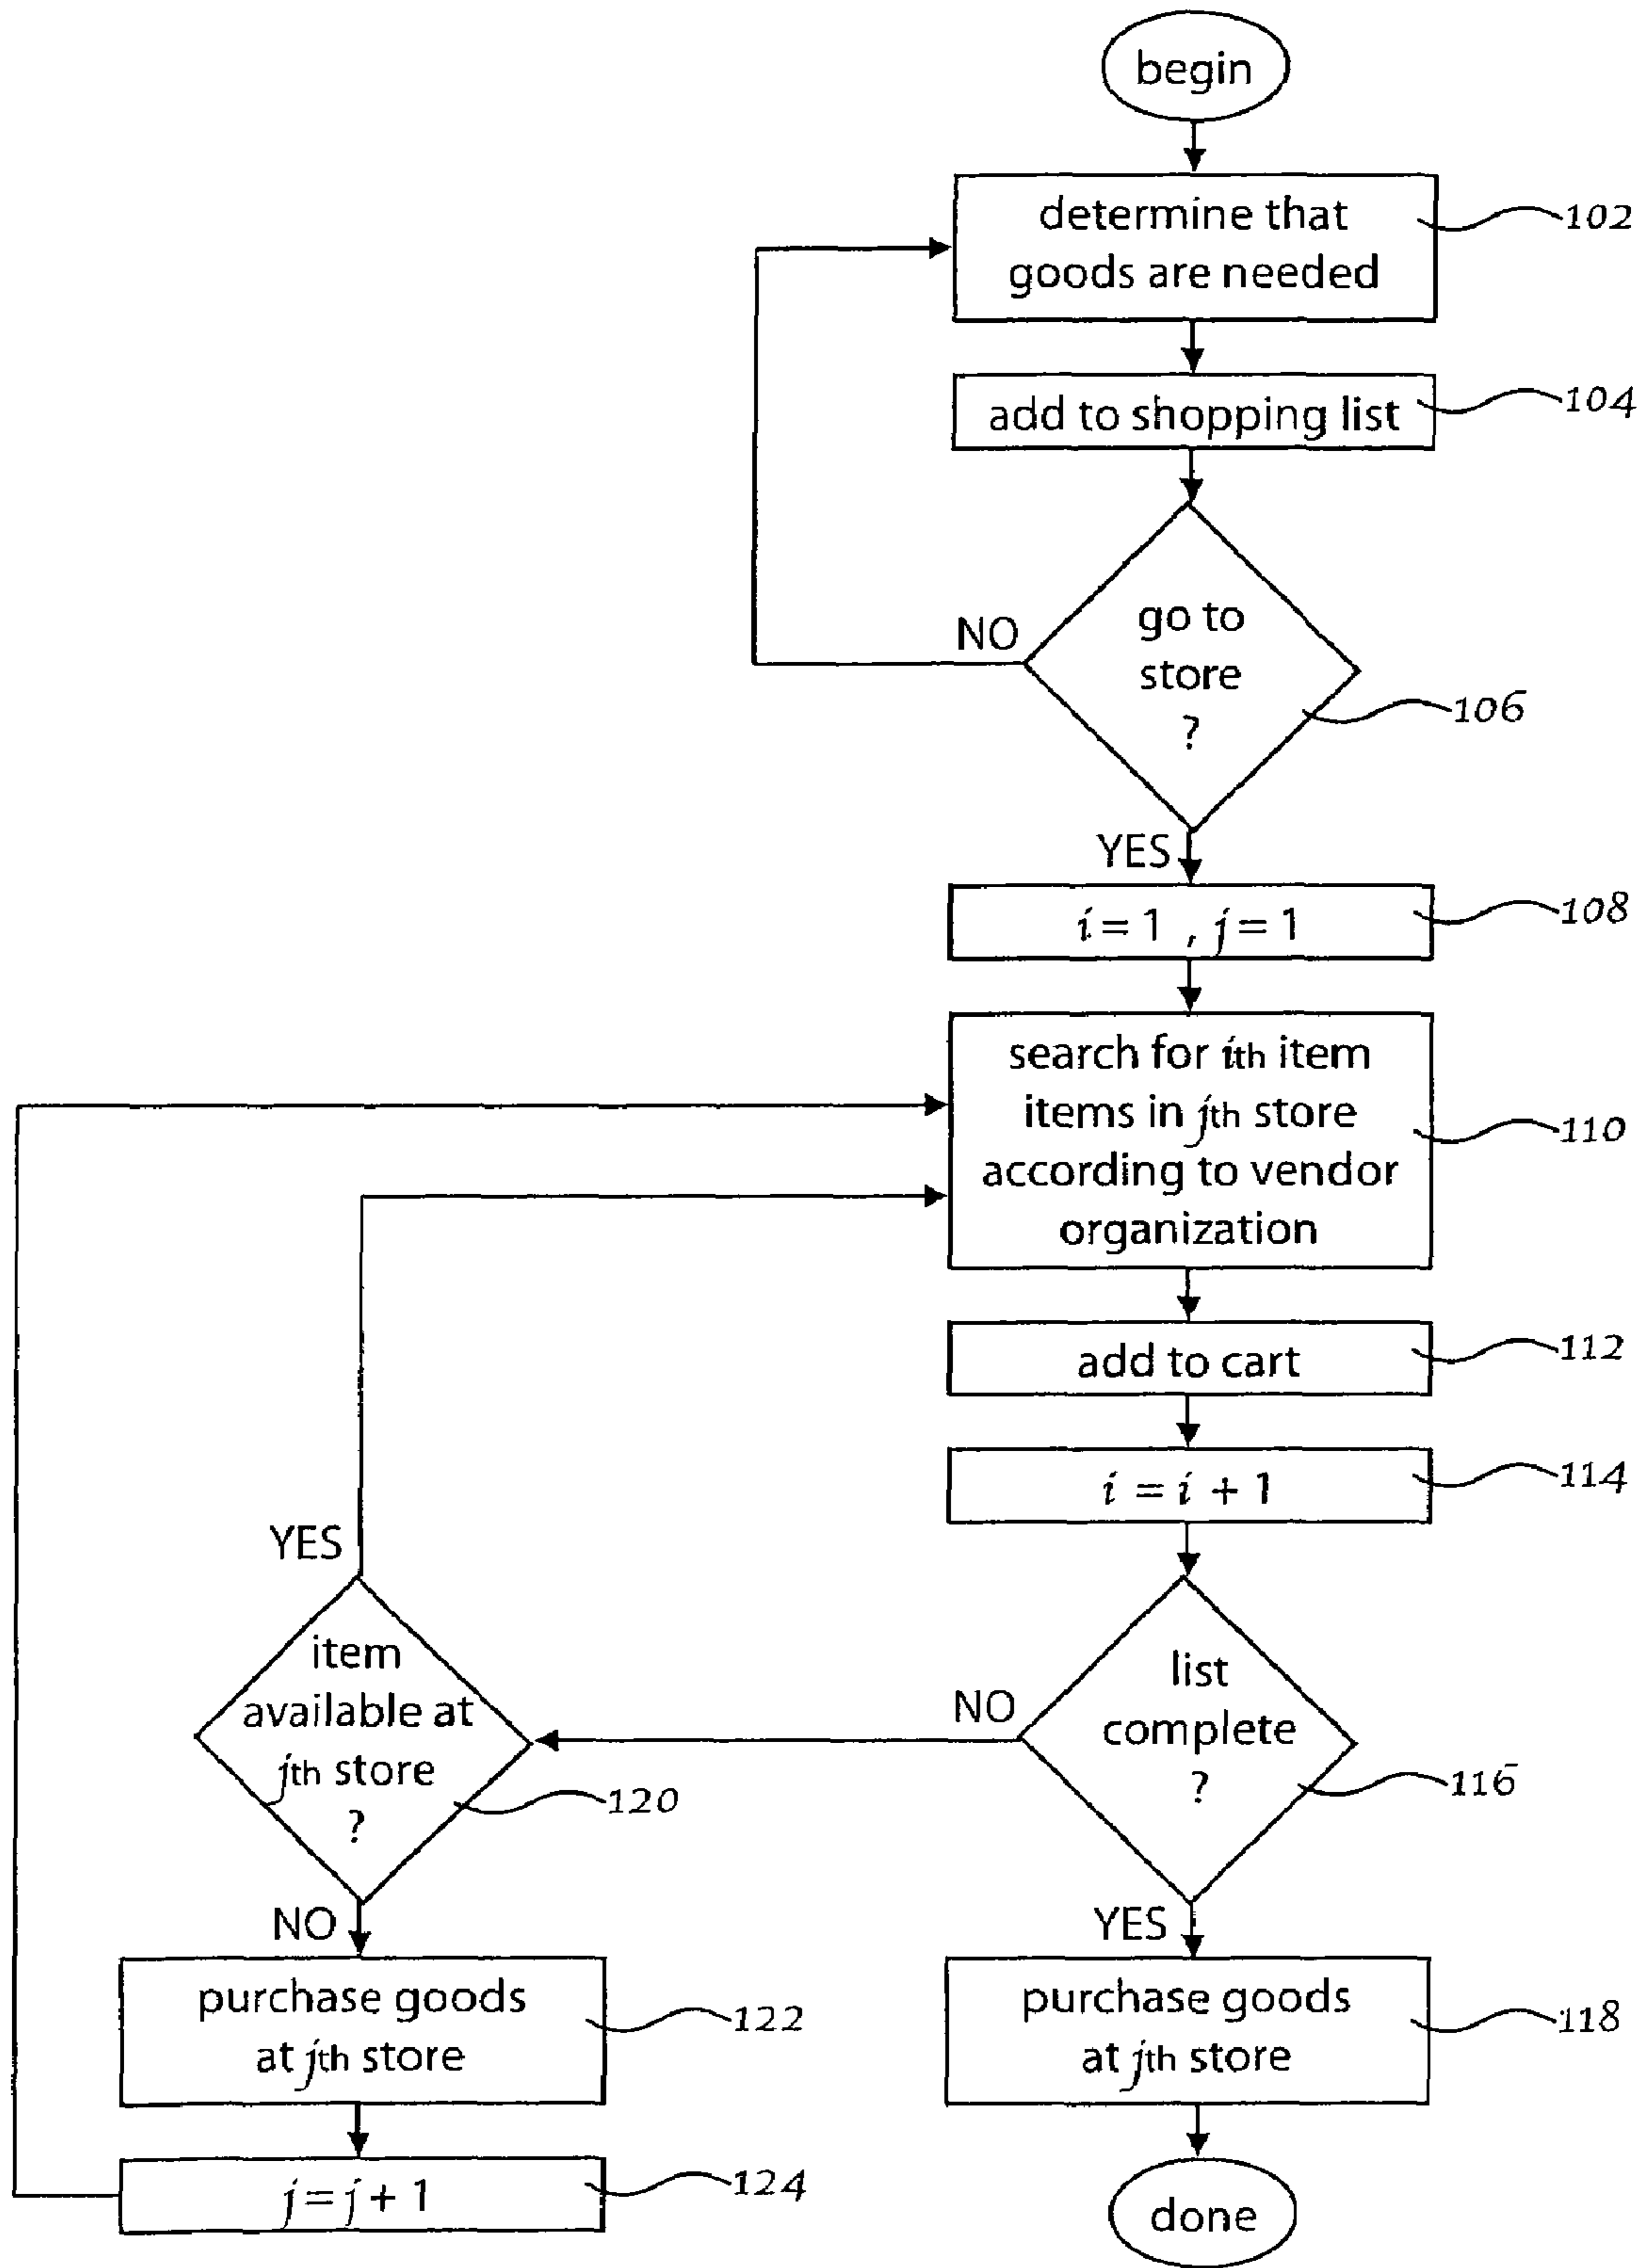 begin
determine that
goods are needed
102
add to shopping list
104
go to
store
?
106
NO
YES
i = 1 , j = 1
108
search for ith item
items in jth store
according to vendor
organization
110
add to cart
112
i = i + 1
114
list
complete
?
116
NO
YES
item
available at
jth store
?
120
YES
NO
purchase goods
at jth store
122
purchase goods
at jth store
118
j = j + 1
124
done